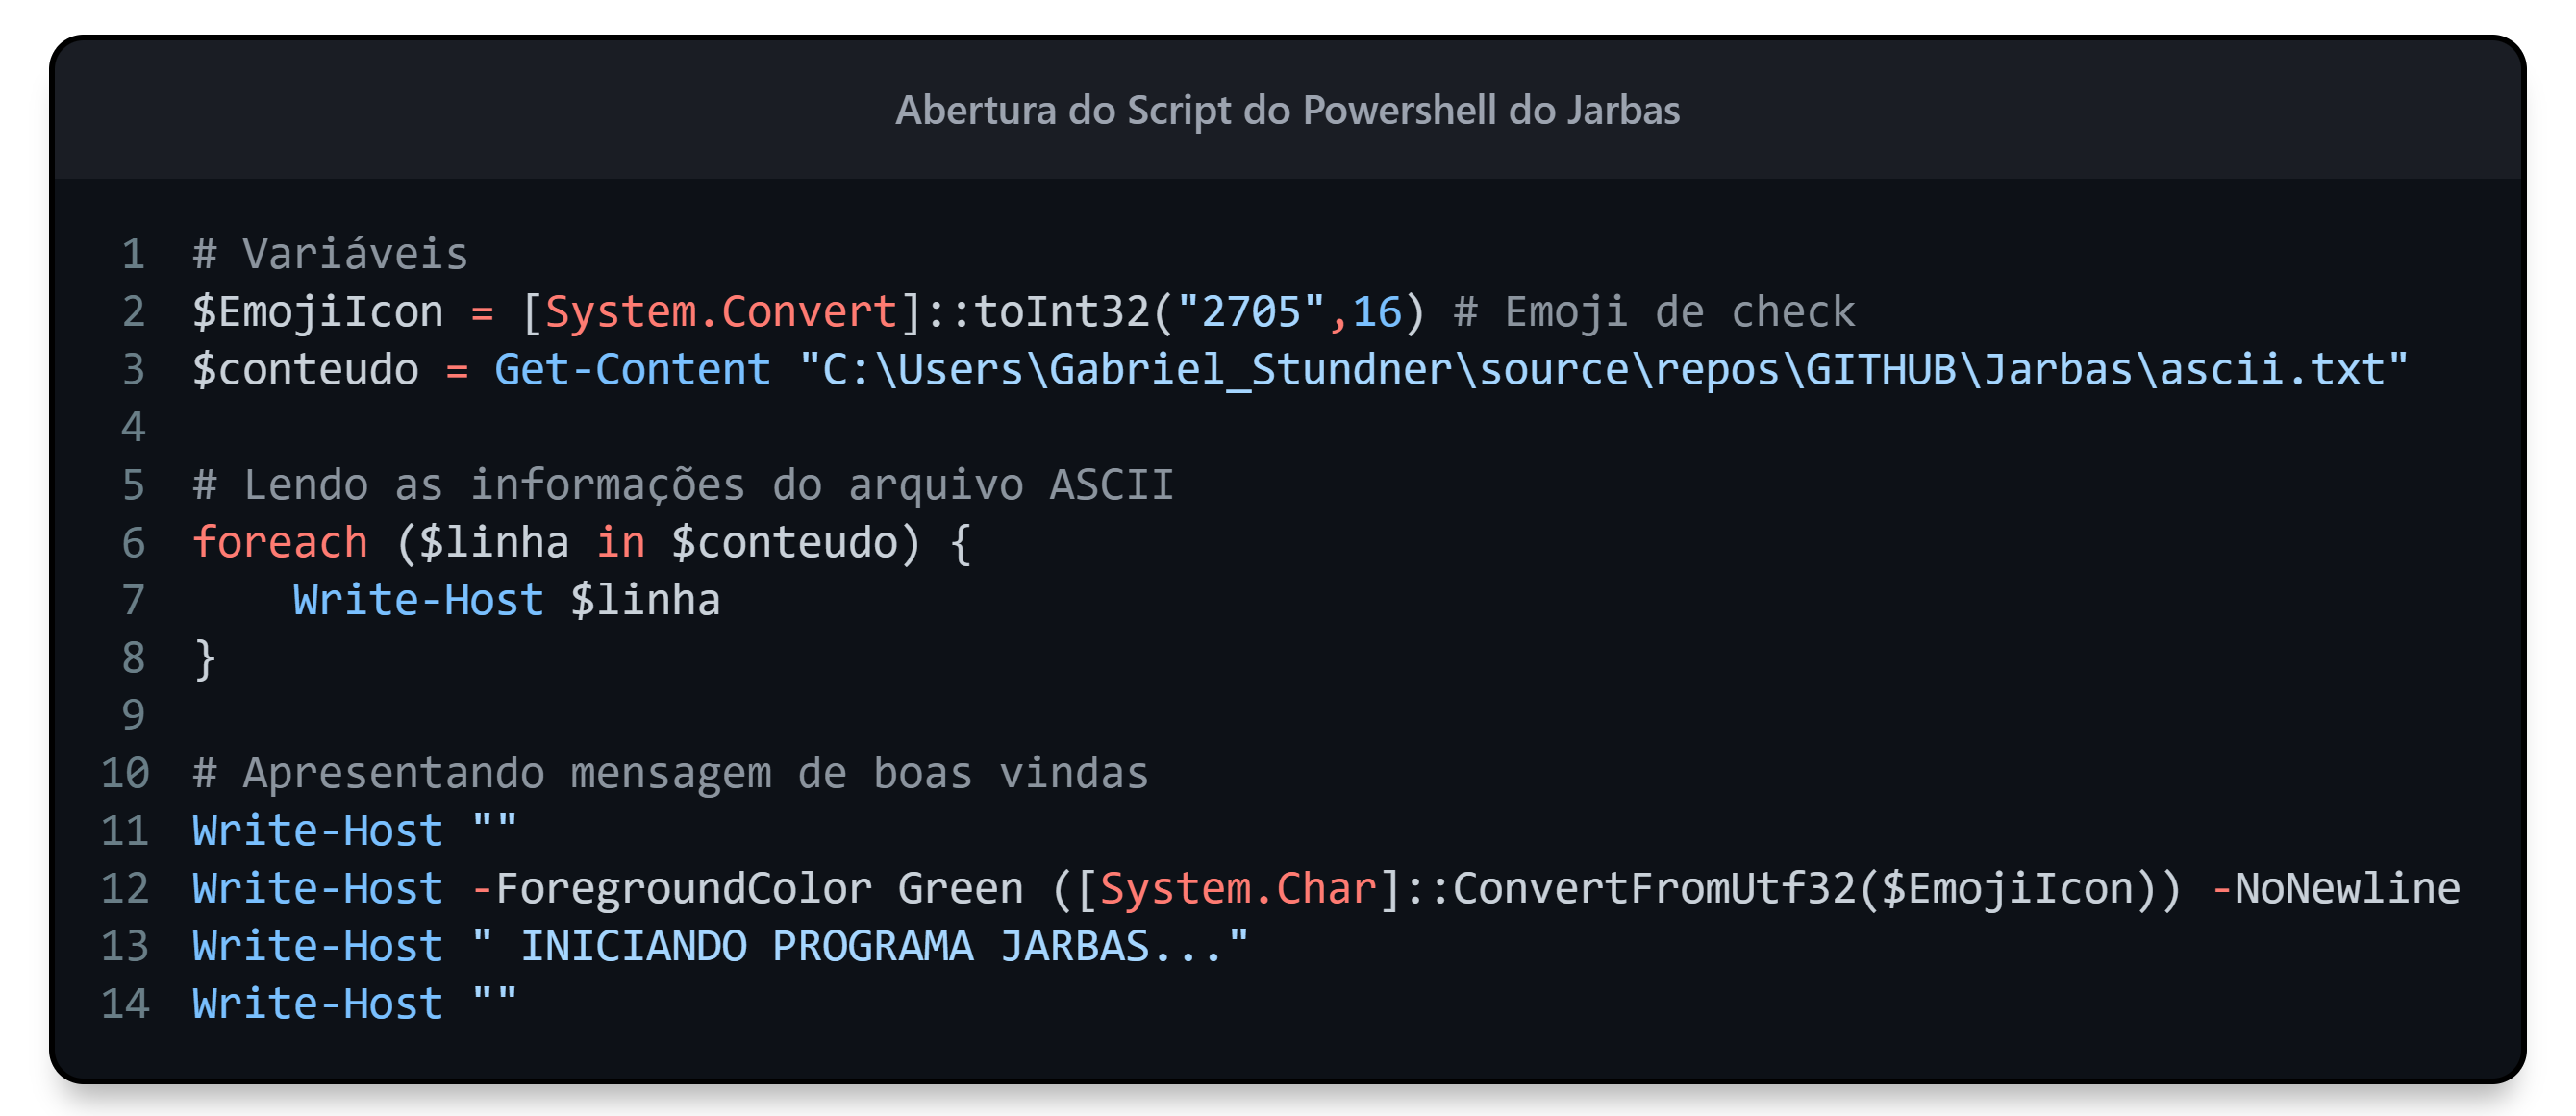 Abertura do Script do Powershell do Jarbas
1 # Variáveis
2 $EmojiIcon = [System.Convert]::toInt32("2705",16) # Emoji de check
3 $conteudo = Get-Content "C:\Users\Gabriel_Stundner\source\repos\GITHUB\Jarbas\ascii.txt"
4
5 # Lendo as informações do arquivo ASCII
6 foreach ($linha in $conteudo) {
7     Write-Host $linha
8 }
9
10 # Apresentando mensagem de boas vindas
11 Write-Host ""
12 Write-Host -ForegroundColor Green ([System.Char]::ConvertFromUtf32($EmojiIcon)) -NoNewline
13 Write-Host " INICIANDO PROGRAMA JARBAS..."
14 Write-Host ""